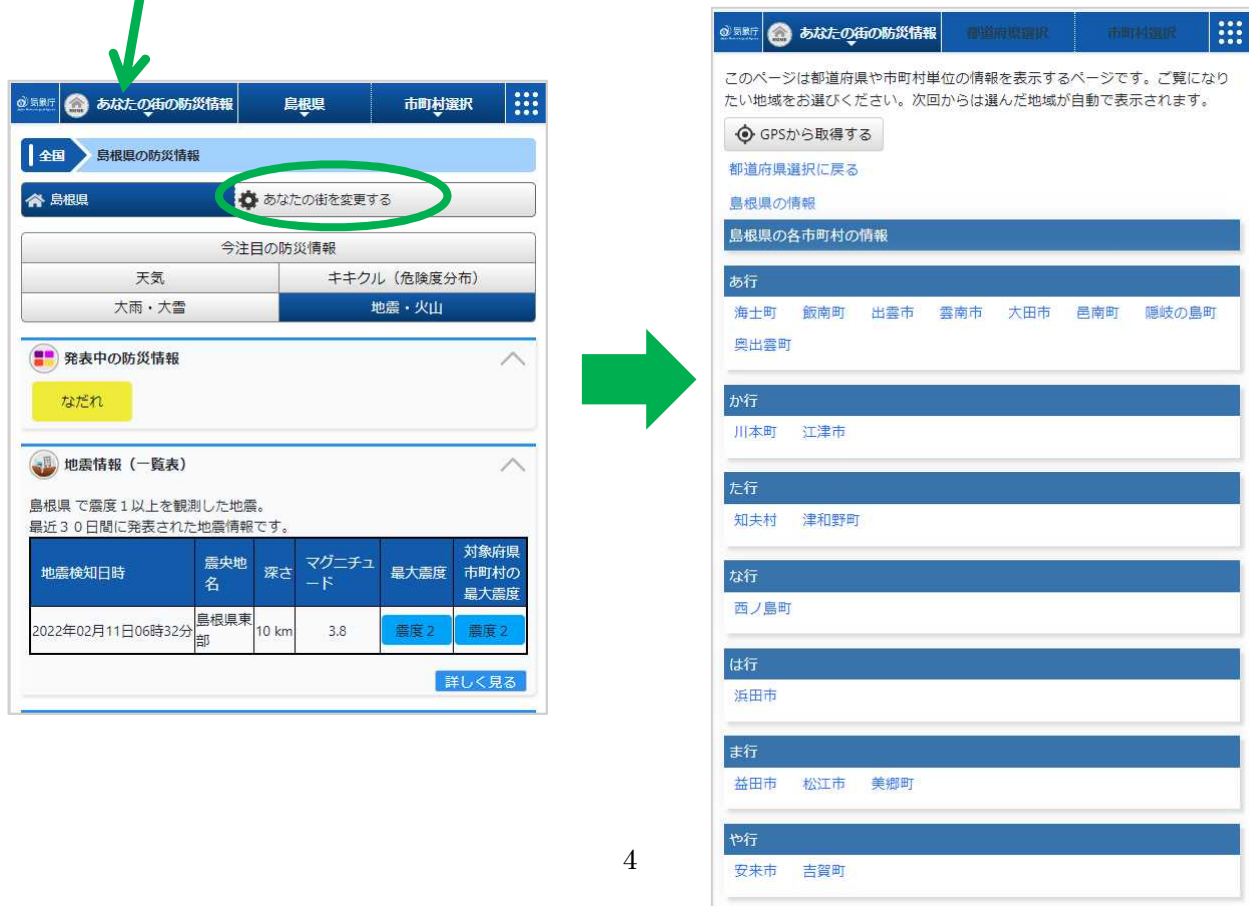 気象庁 あなたの街の防災情報 島根県 市町村選択
全国 島根県の防災情報
島根県 あなたの街を変更する
今注目の防災情報
天気 キキクル（危険度分布）
大雨・大雪 地震・火山
発表中の防災情報
なだれ
地震情報（一覧表）
島根県 で震度１以上を観測した地震。
最近３０日間に発表された地震情報です。
地震検知日時 震央地名 深さ マグニチュード 最大震度 対象府県市町村の最大震度
2022年02月11日06時32分 島根県東部 10 km 3.8 震度２ 震度２
詳しく見る
気象庁 あなたの街の防災情報 都道府県選択 市町村選択
このページは都道府県や市町村単位の情報を表示するページです。ご覧になり
たい地域をお選びください。次回からは選んだ地域が自動で表示されます。
GPSから取得する
都道府県選択に戻る
島根県の情報
島根県の各市町村の情報
あ行
海士町 飯南町 出雲市 雲南市 大田市 邑南町 隠岐の島町
奥出雲町
か行
川本町 江津市
た行
知夫村 津和野町
な行
西ノ島町
は行
浜田市
ま行
益田市 松江市 美郷町
や行
安来市 吉賀町
4